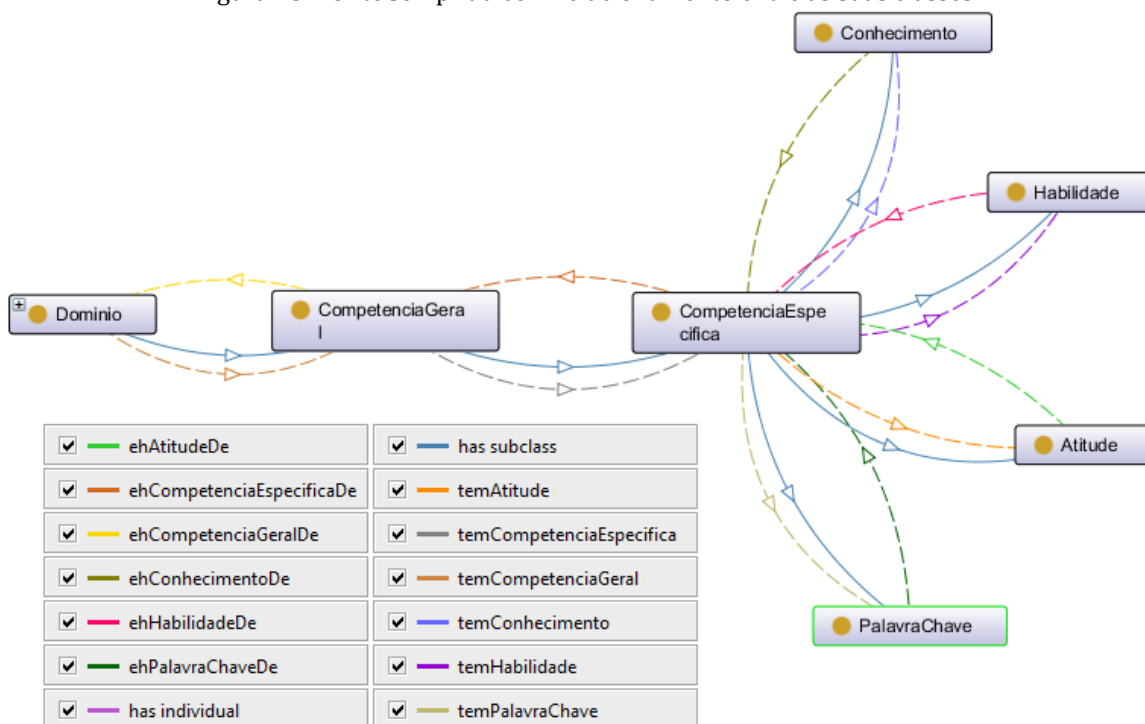 Conhecimento
Habilidade
Dominio
CompetenciaGera
l
CompetenciaEspe
cifica
Atitude
PalavraChave
ehAtitudeDe
has subclass
ehCompetenciaEspecificaDe
temAtitude
ehCompetenciaGeralDe
temCompetenciaEspecifica
ehConhecimentoDe
temCompetenciaGeral
ehHabilidadeDe
temConhecimento
ehPalavraChaveDe
temHabilidade
has individual
temPalavraChave